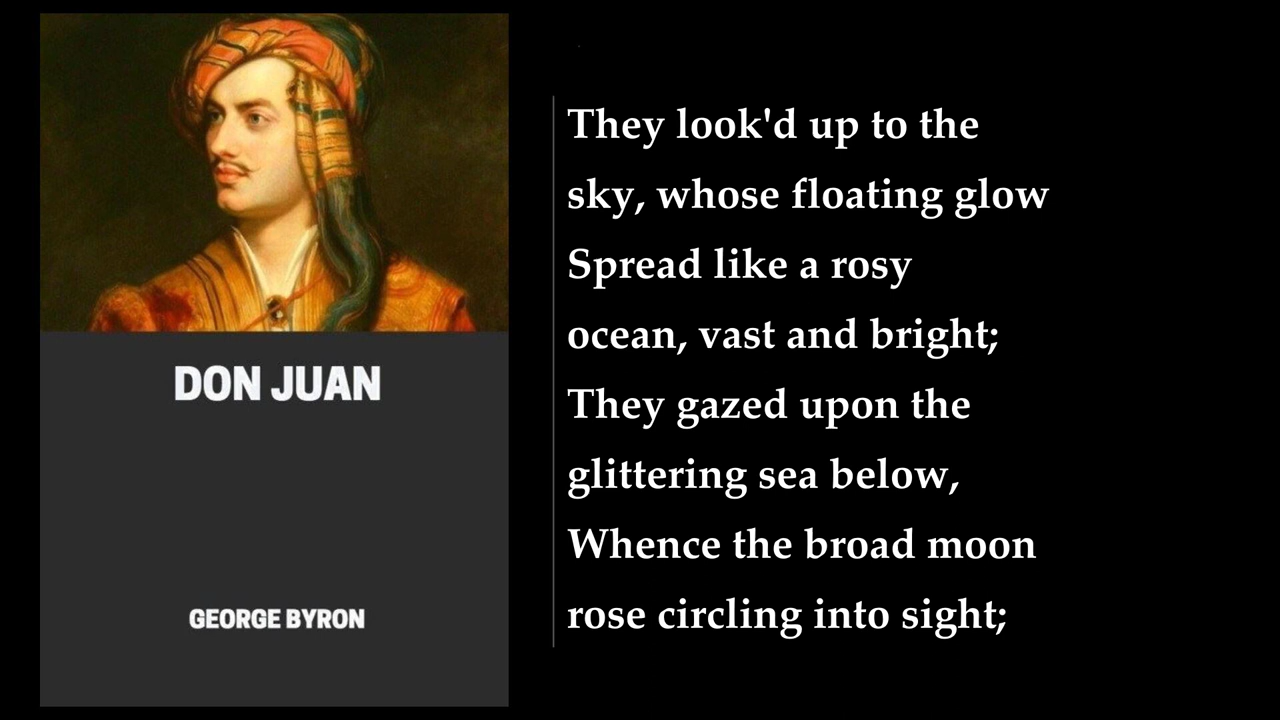 DON JUAN
GEORGE BYRON
They look'd up to the
sky, whose floating glow
Spread like a rosy
ocean, vast and bright;
They gazed upon the
glittering sea below,
Whence the broad moon
rose circling into sight;